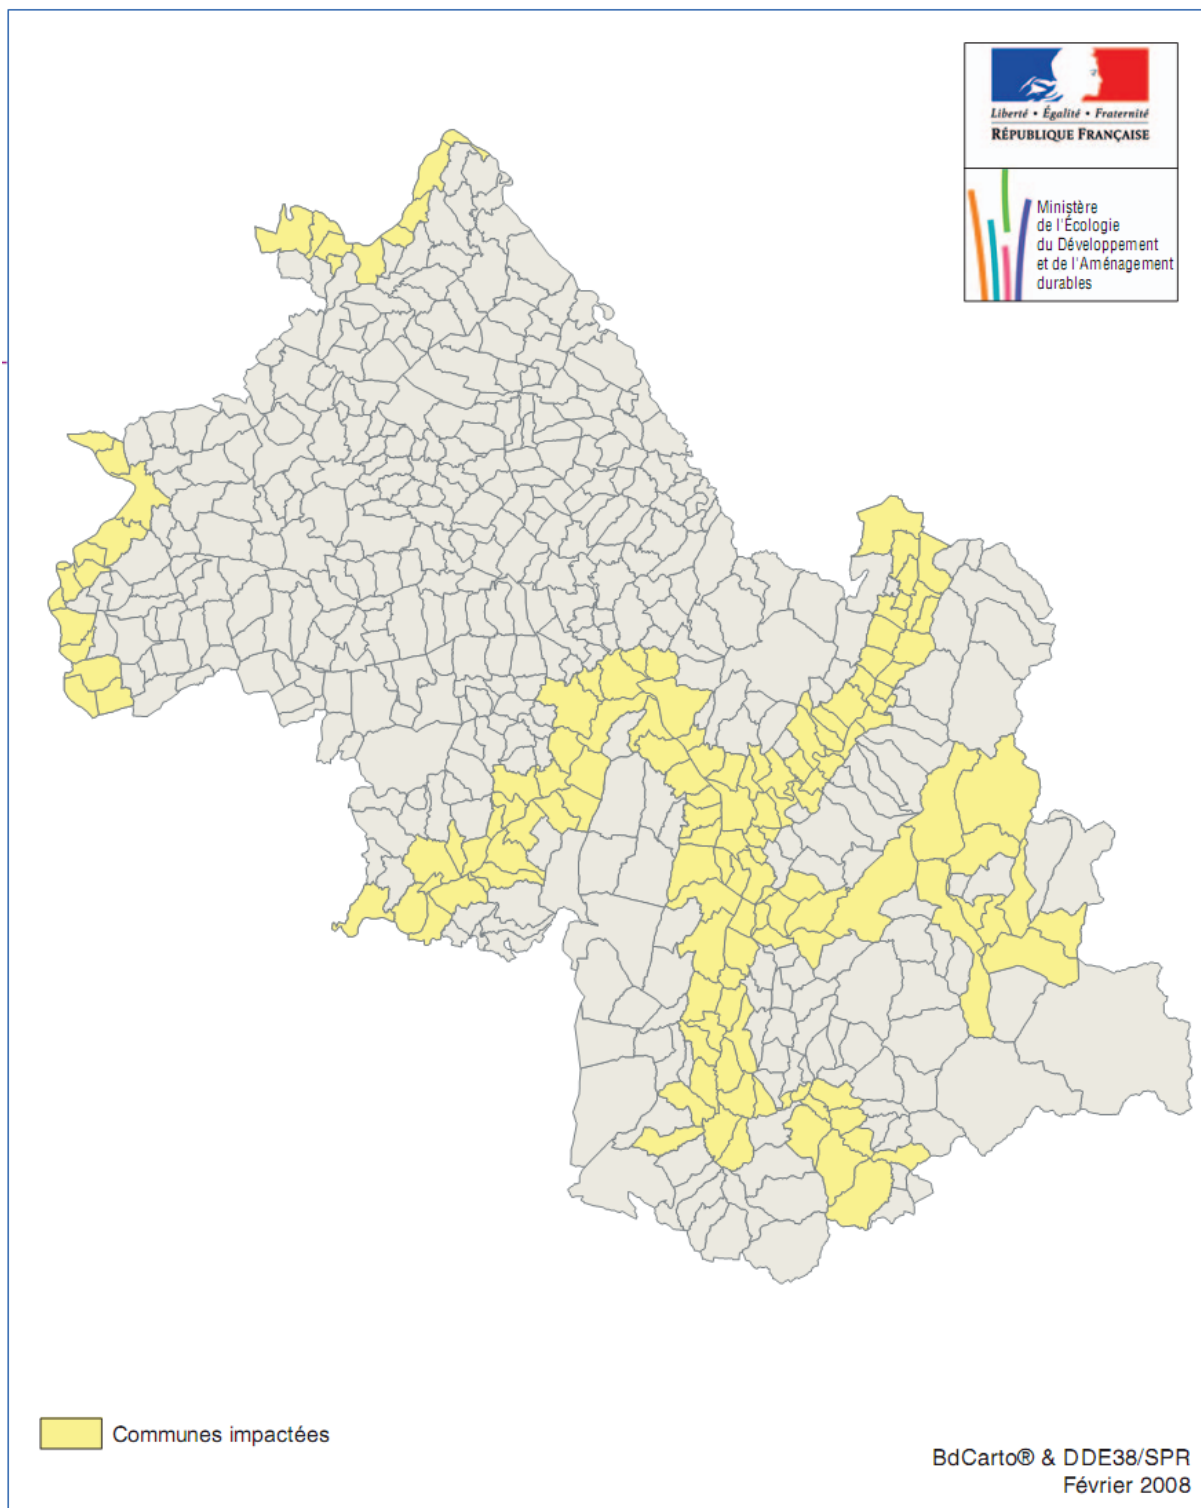 Liberté • Égalité • Fraternité
RÉPUBLIQUE FRANÇAISE
Ministère
de l'Écologie
du Développement
et de l'Aménagement
durables
Communes impactées
BdCarto® & DDE38/SPR
Février 2008